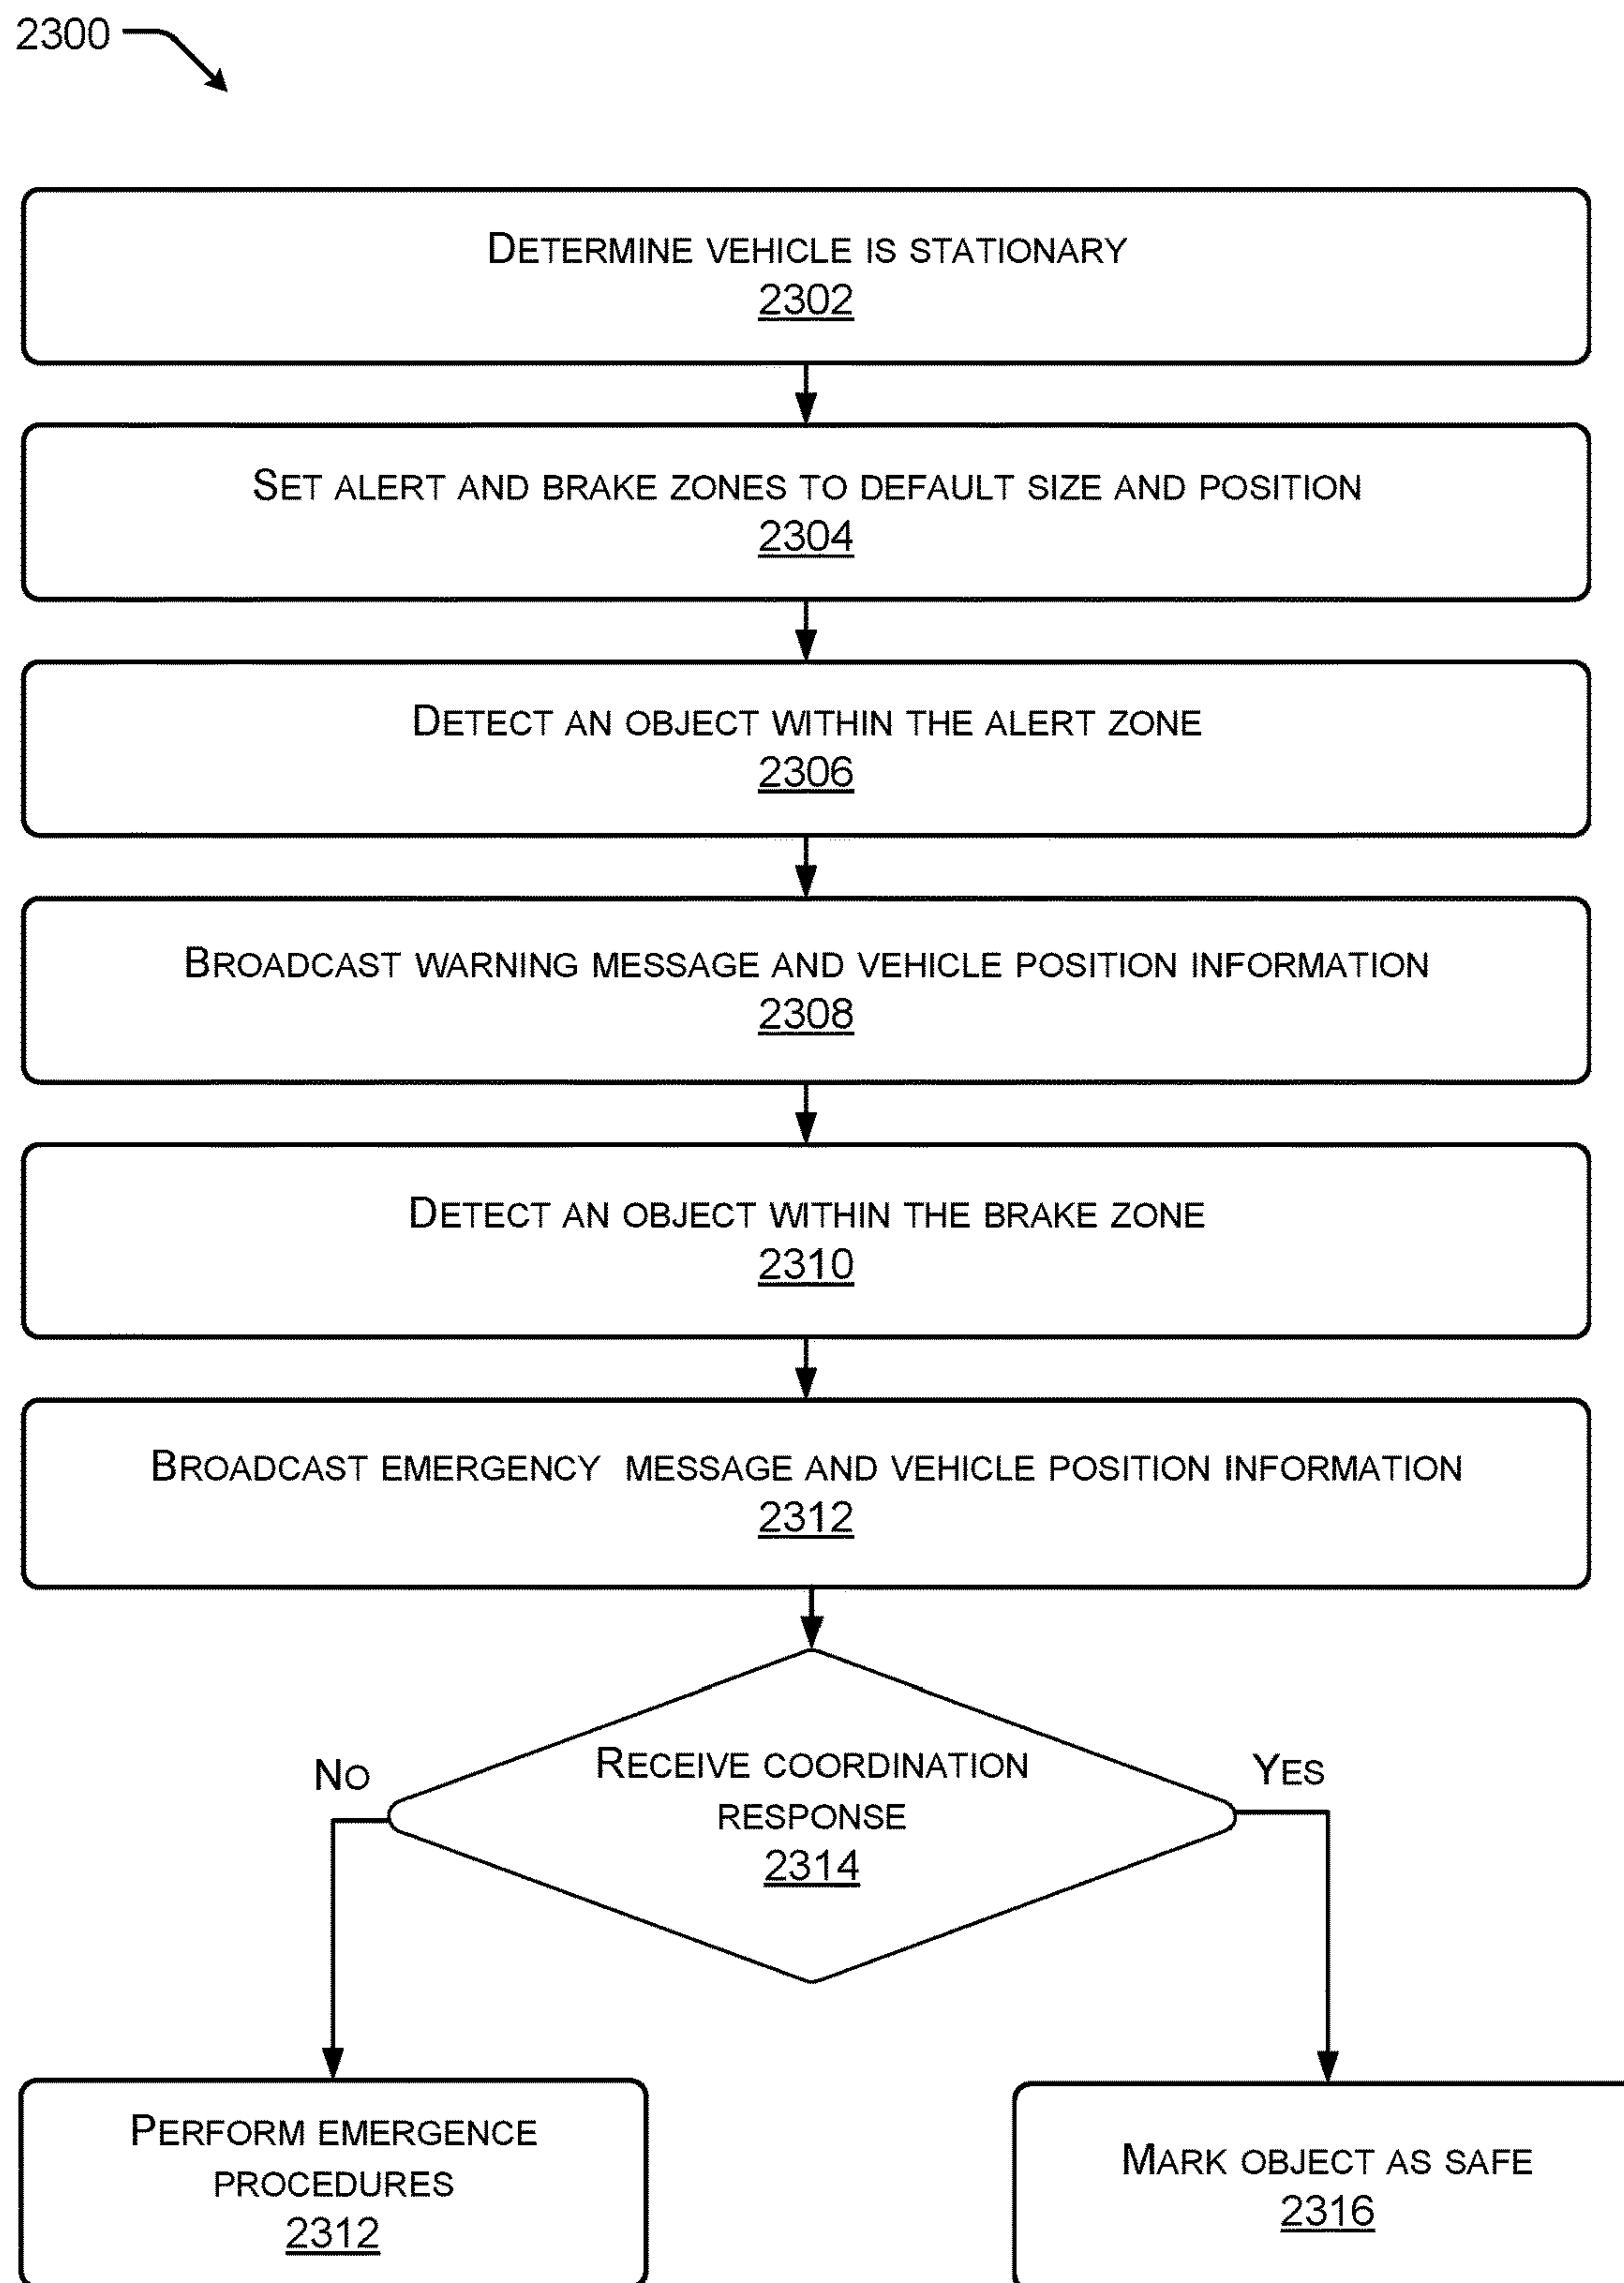 2300
DETERMINE VEHICLE IS STATIONARY
2302
SET ALERT AND BRAKE ZONES TO DEFAULT SIZE AND POSITION
2304
DETECT AN OBJECT WITHIN THE ALERT ZONE
2306
BROADCAST WARNING MESSAGE AND VEHICLE POSITION INFORMATION
2308
DETECT AN OBJECT WITHIN THE BRAKE ZONE
2310
BROADCAST EMERGENCY MESSAGE AND VEHICLE POSITION INFORMATION
2312
NO
RECEIVE COORDINATION
RESPONSE
2314
YES
PERFORM EMERGENCE
PROCEDURES
2312
MARK OBJECT AS SAFE
2316